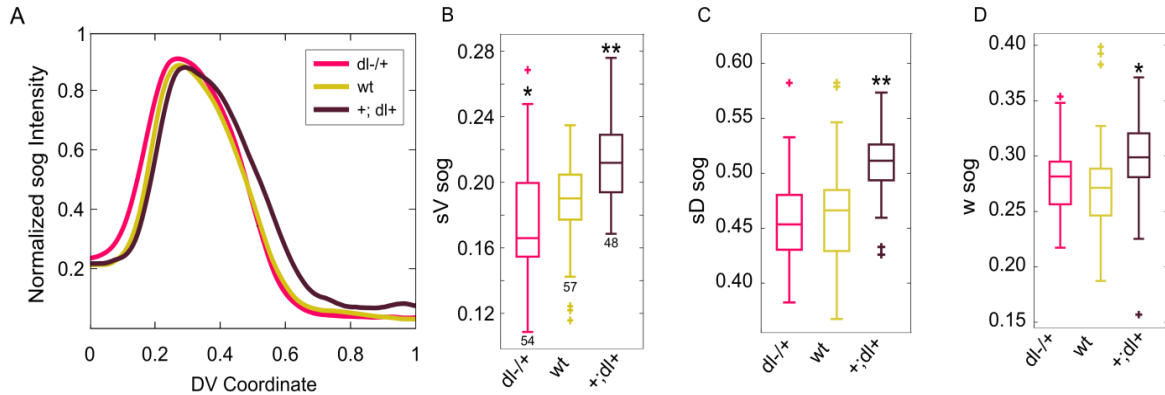 A
Normalized sog Intensity
1
0.8
0.6
0.4
0.2
0 0.2 0.4 0.6 0.8 1
DV Coordinate
dl-/+
wt
+; dl+
B
sV sog
0.28
0.24
0.20
0.16
0.12
*
**
54
57
48
dl-/+ wt +;dl+
C
sD sog
0.60
0.55
0.50
0.45
0.40
**
dl-/+ wt +;dl+
D
w sog
0.40
0.35
0.30
0.25
0.20
0.15
*
dl-/+ wt +;dl+